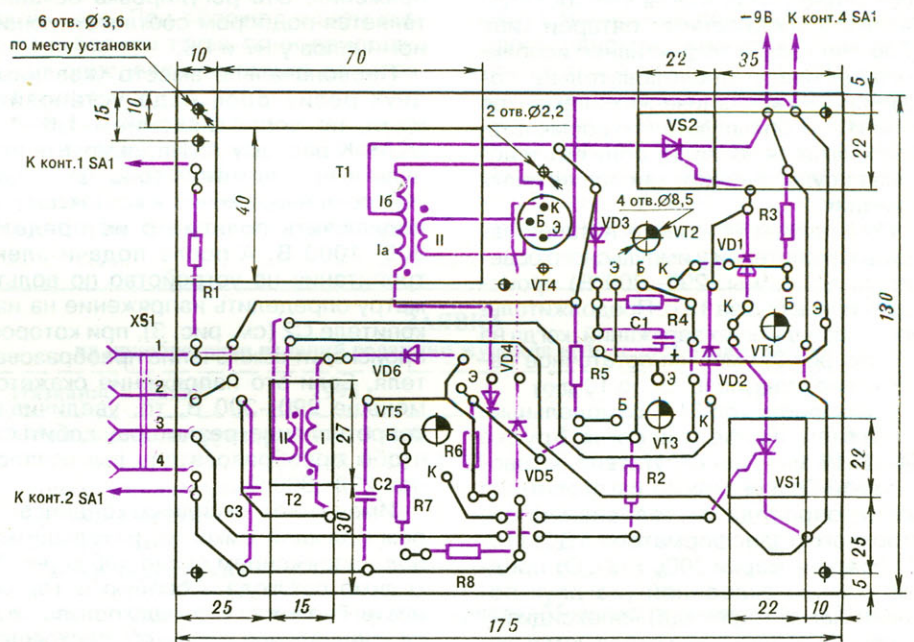 6 отв. Ø 3,6
по месту установки
−9В К конт.4 SA1
10
70
22
35
5
15
10
2 отв.Ø2,2
VS2
22
К конт.1 SA1
T1
40
Iб
Iа
II
К
Б
Э
VT4
VD3
4 отв.Ø8,5
VT2
VD1
R3
Э
Б
К
К
Б
Э
130
C1
R4
+
VT1
XS1
1
2
3
4
VD6
VD4
R5
Э
VD2
VT5
Э
Б
К
VT3
Б
К
R6
VD5
R2
22
VS1
II
I
27
T2
C3
C2
R7
К конт.2 SA1
30
R8
25
5
25
15
22
10
175